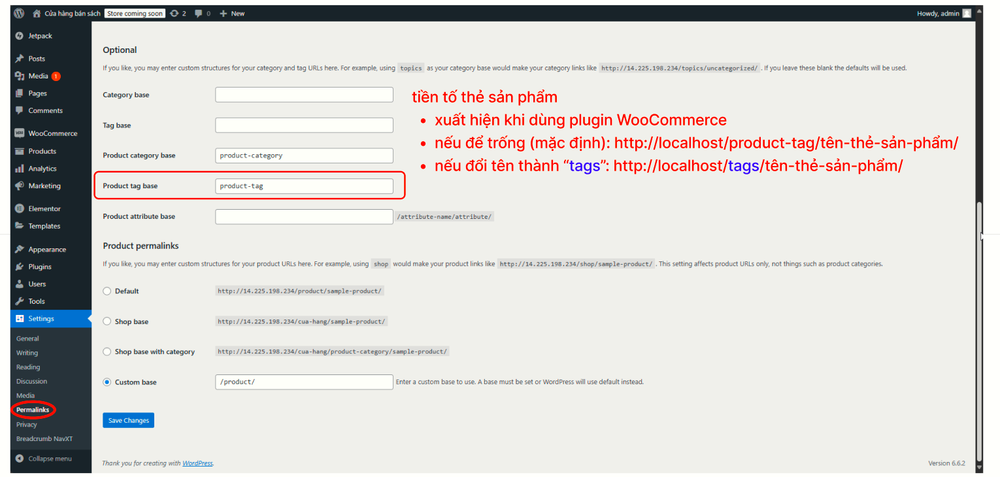 Cửa hàng bán sách Store coming soon 2 0 New Howdy, admin
Jetpack
Posts
Media 1
Pages
Comments
WooCommerce
Products
Analytics
Marketing
Elementor
Templates
Appearance
Plugins
Users
Tools
Settings
General
Writing
Reading
Discussion
Media
Permalinks
Privacy
Breadcrumb NavXT
Collapse menu
Optional
If you like, you may enter custom structures for your category and tag URLs here. For example, using topics as your category base would make your category links like http://14.225.198.234/topics/uncategorized/ . If you leave these blank the defaults will be used.
Category base
Tag base
Product category base product-category
Product tag base product-tag
Product attribute base /attribute-name/attribute/
tiền tố thẻ sản phẩm
• xuất hiện khi dùng plugin WooCommerce
• nếu để trống (mặc định): http://localhost/product-tag/tên-thẻ-sản-phẩm/
• nếu đổi tên thành “tags”: http://localhost/tags/tên-thẻ-sản-phẩm/
Product permalinks
If you like, you may enter custom structures for your product URLs here. For example, using shop would make your product links like http://14.225.198.234/shop/sample-product/ . This setting affects product URLs only, not things such as product categories.
Default http://14.225.198.234/product/sample-product/
Shop base http://14.225.198.234/cua-hang/sample-product/
Shop base with category http://14.225.198.234/cua-hang/product-category/sample-product/
Custom base /product/ Enter a custom base to use. A base must be set or WordPress will use default instead.
Save Changes
Thank you for creating with WordPress. Version 6.6.2